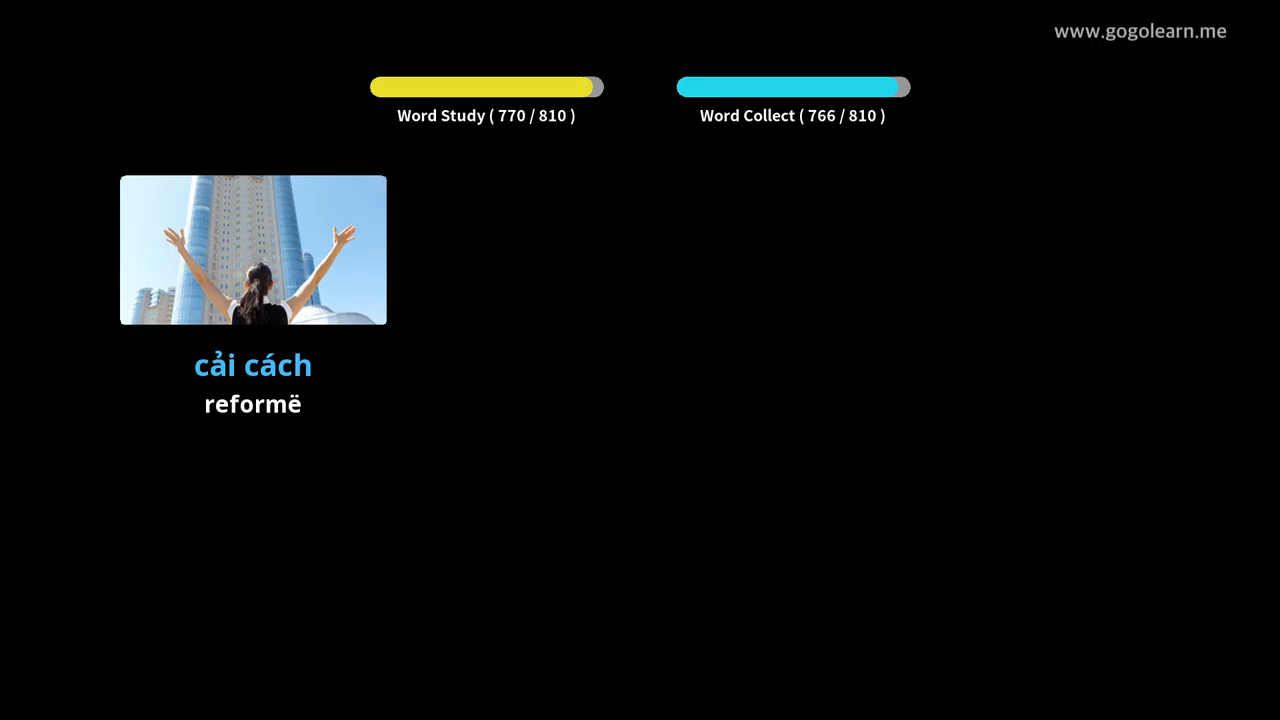 www.gogolearn.me
Word Study ( 770 / 810 )
Word Collect ( 766 / 810 )
cải cách
reformë